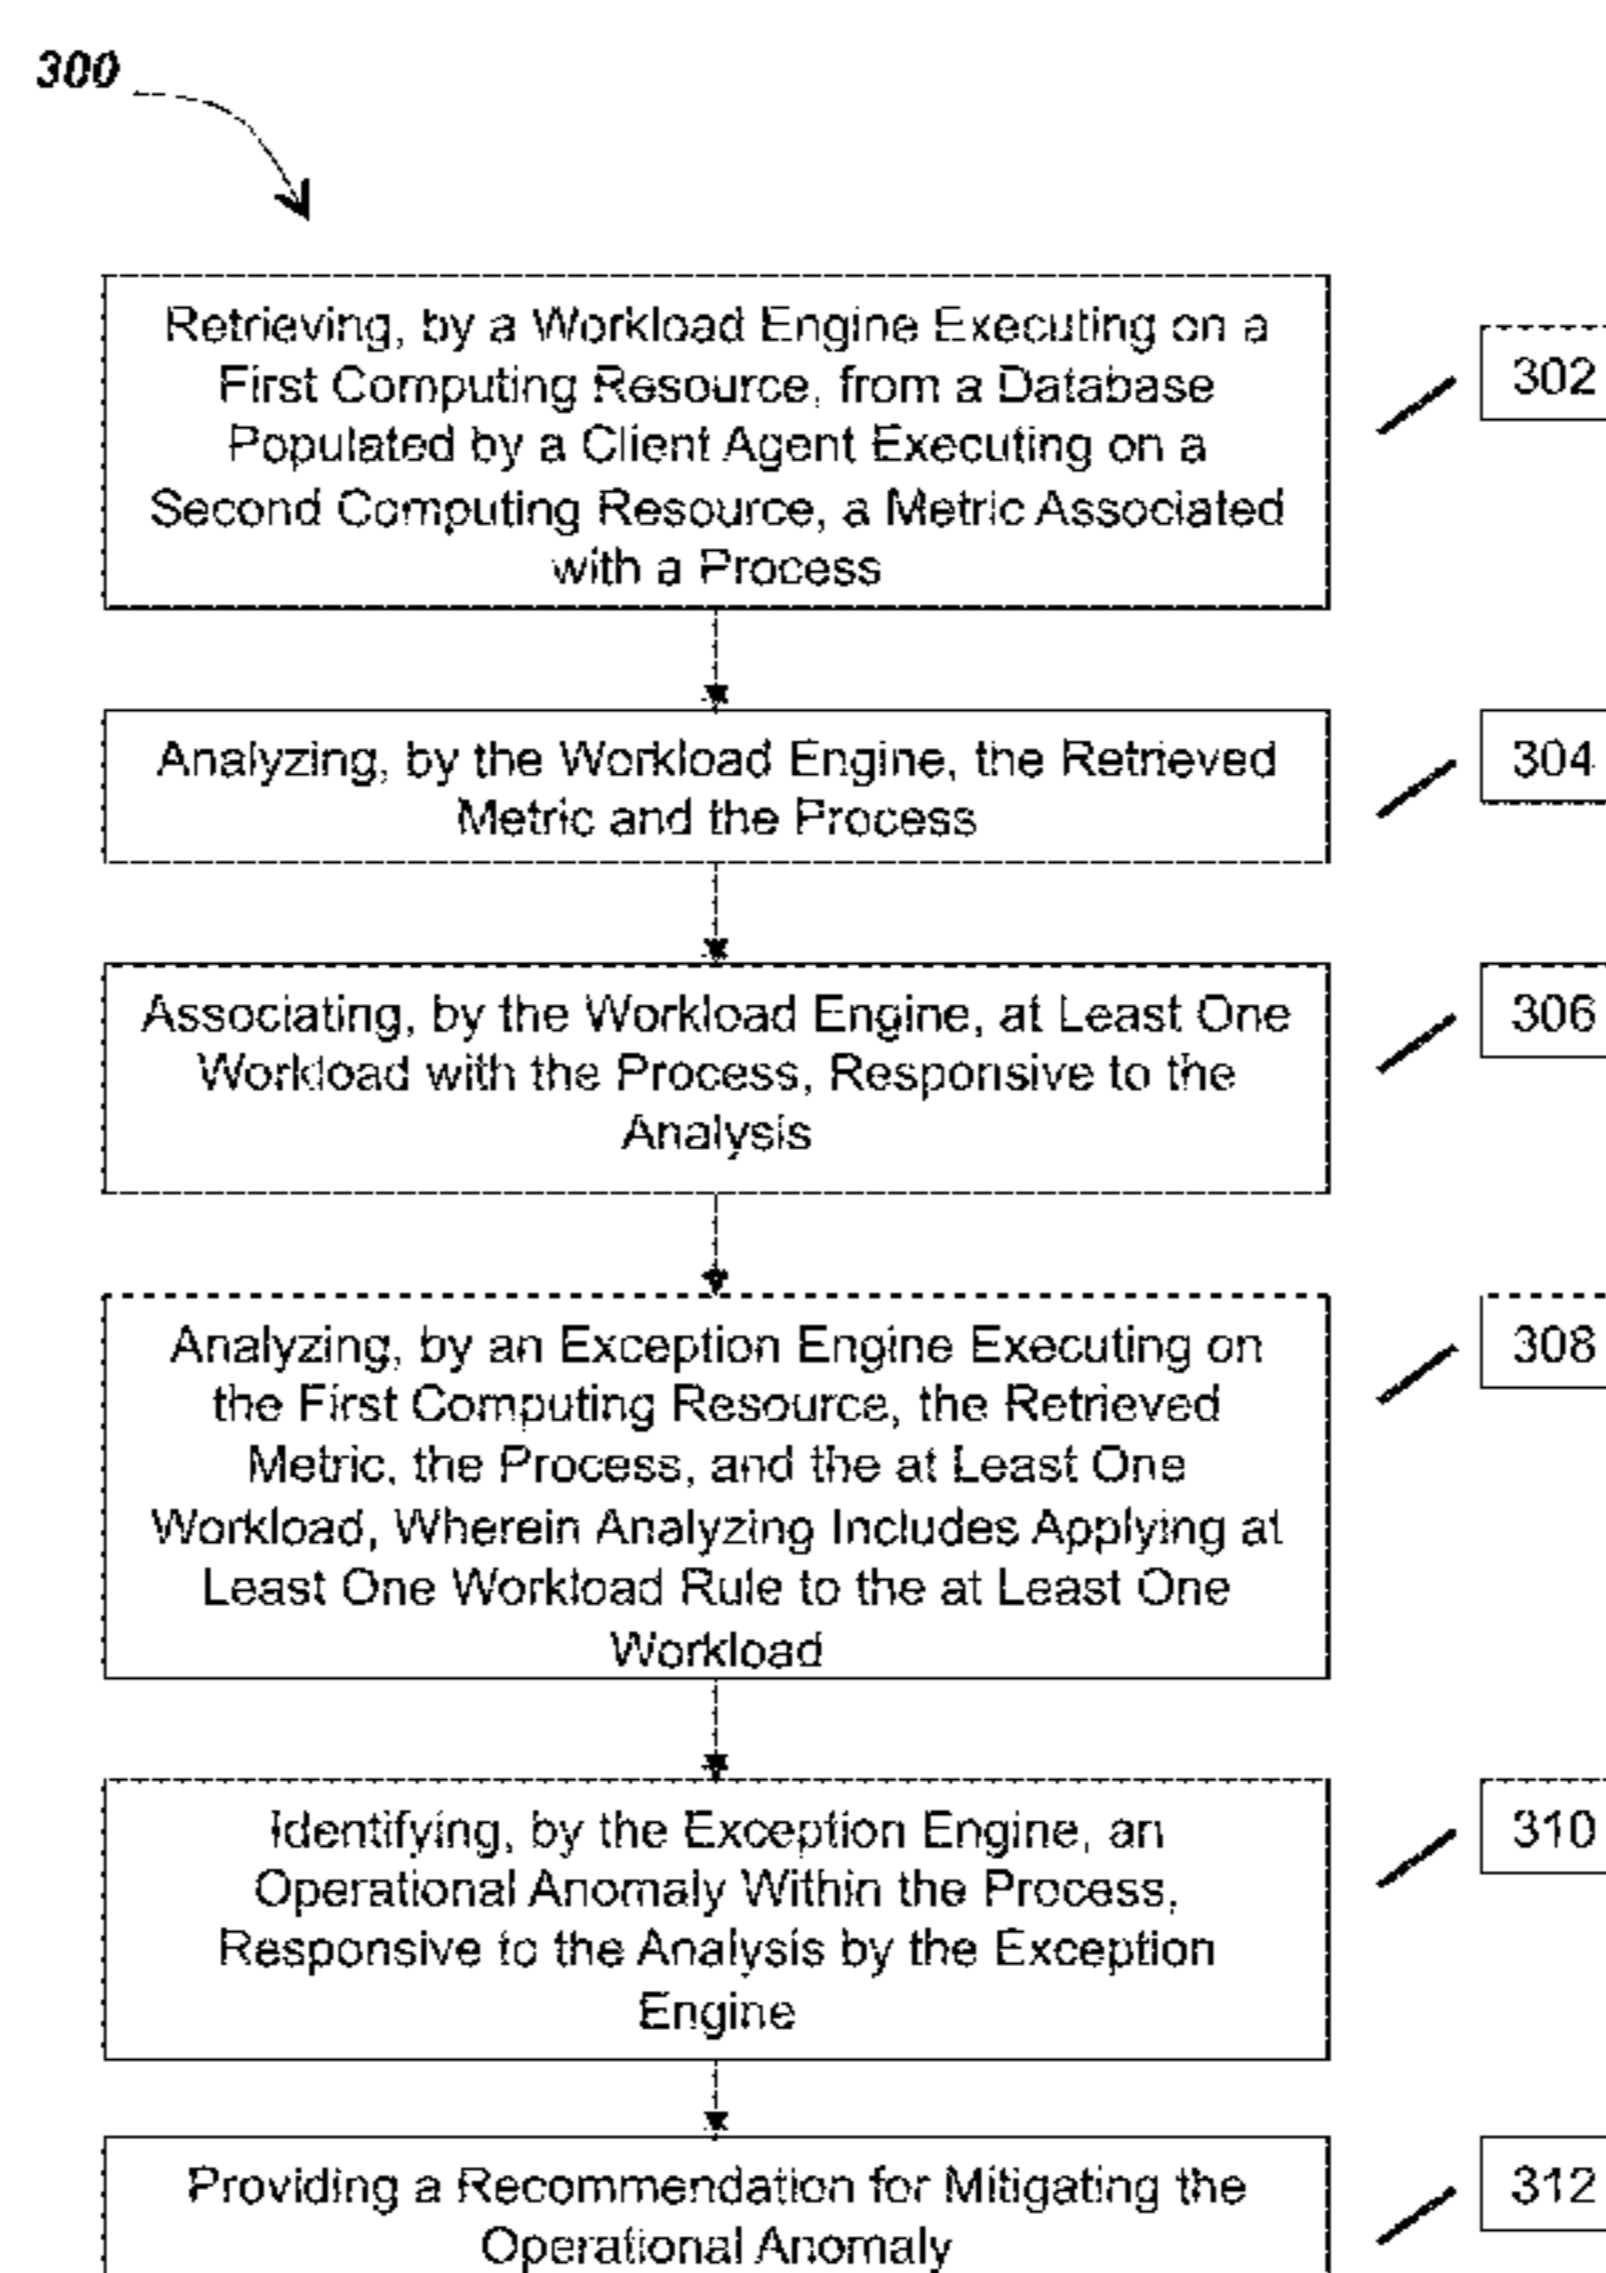 300
Retrieving, by a Workload Engine Executing on a
First Computing Resource, from a Database
Populated by a Client Agent Executing on a
Second Computing Resource, a Metric Associated
with a Process
302
Analyzing, by the Workload Engine, the Retrieved
Metric and the Process
304
Associating, by the Workload Engine, at Least One
Workload with the Process, Responsive to the
Analysis
306
Analyzing, by an Exception Engine Executing on
the First Computing Resource, the Retrieved
Metric, the Process, and the at Least One
Workload, Wherein Analyzing Includes Applying at
Least One Workload Rule to the at Least One
Workload
308
Identifying, by the Exception Engine, an
Operational Anomaly Within the Process,
Responsive to the Analysis by the Exception
Engine
310
Providing a Recommendation for Mitigating the
Operational Anomaly
312